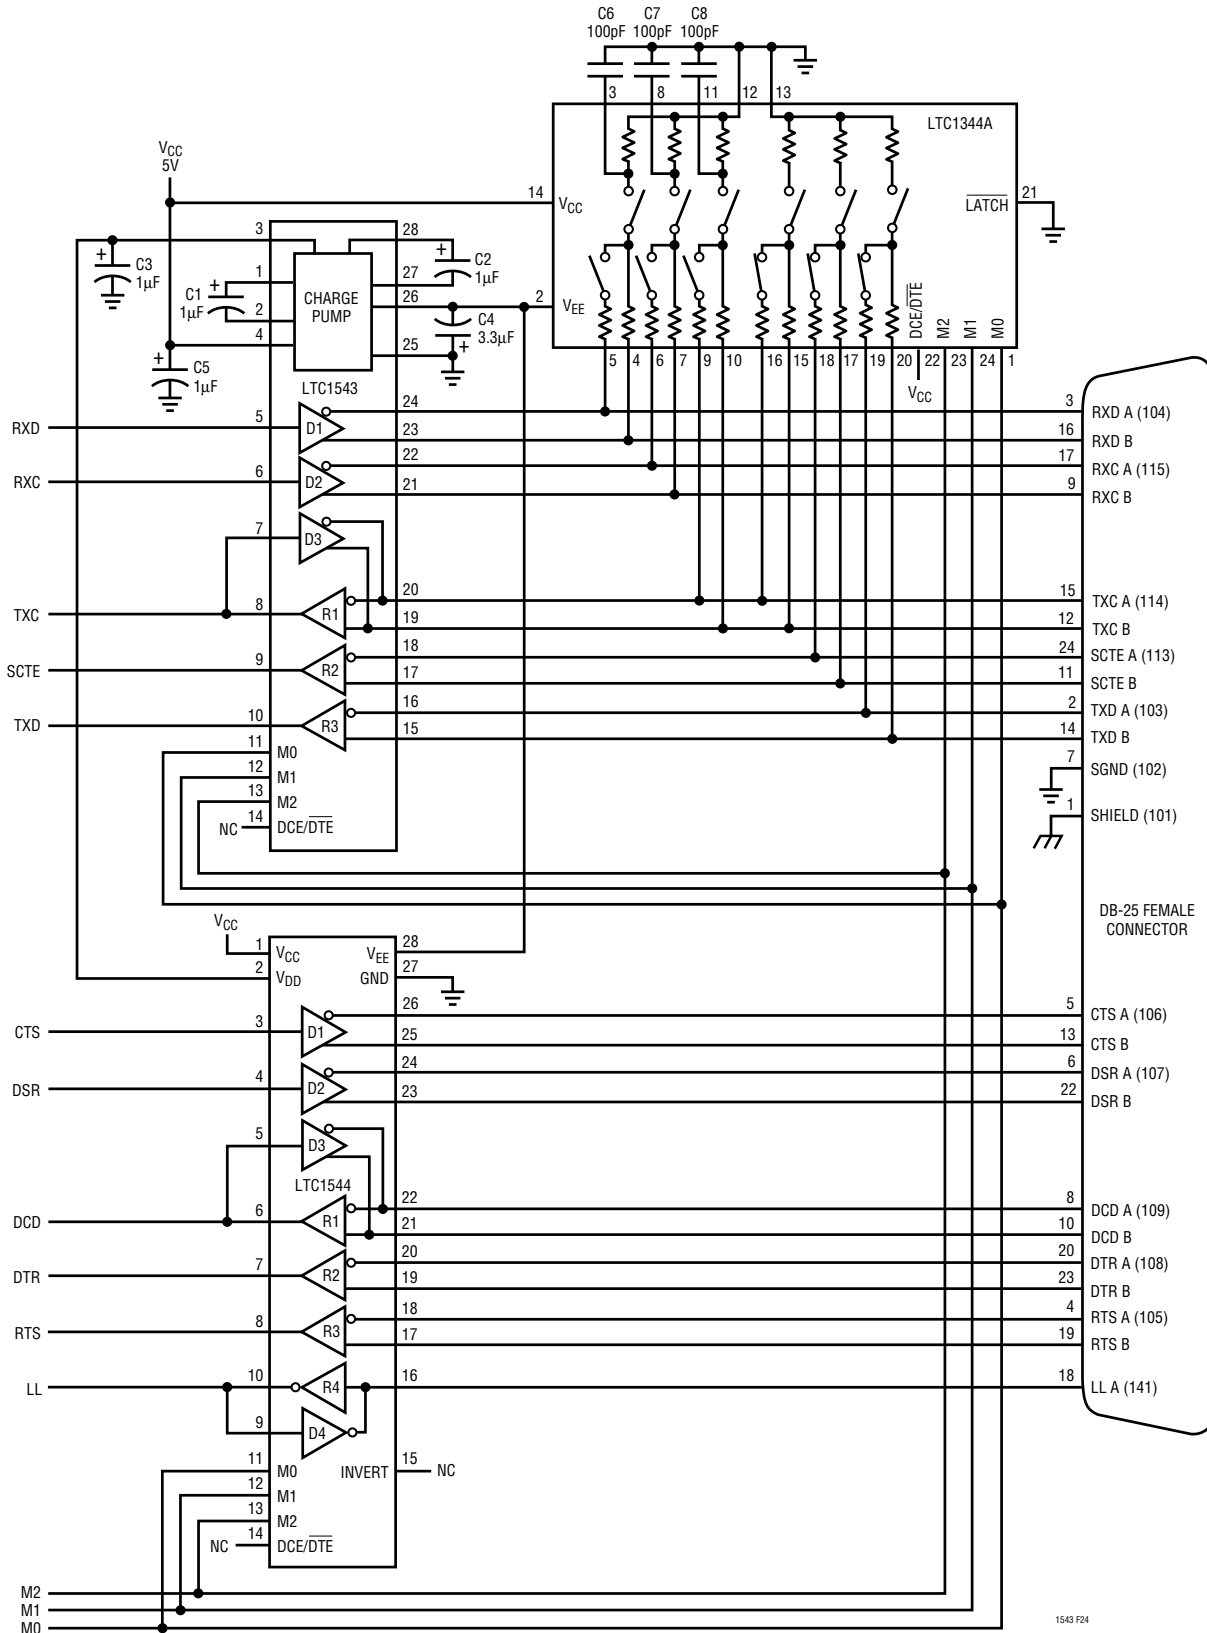 C6 C7 C8
100pF 100pF 100pF
3 8 11 12 13
LTC1344A
VCC
5V
14 VCC
LATCH 21
3 28
+ C3 1µF
+ C2 1µF
1 27
C1 1µF +
CHARGE PUMP
2 26
2 VEE
C4 3.3µF +
4 25
+ C5 1µF
DCE/DTE M2 M1 M0
5 4 6 7 9 10 16 15 18 17 19 20 22 23 24 1
VCC
LTC1543
RXD 5 D1 24 3 RXD A (104)
23 16 RXD B
RXC 6 D2 22 17 RXC A (115)
21 9 RXC B
7 D3
TXC 8 R1 20 15 TXC A (114)
19 12 TXC B
SCTE 9 R2 18 24 SCTE A (113)
17 11 SCTE B
TXD 10 R3 16 2 TXD A (103)
15 14 TXD B
11 M0
12 M1
13 M2
NC 14 DCE/DTE
7 SGND (102)
1 SHIELD (101)
DB-25 FEMALE
CONNECTOR
VCC
1 VCC VEE 28
2 VDD GND 27
CTS 3 D1 26 5 CTS A (106)
25 13 CTS B
DSR 4 D2 24 6 DSR A (107)
23 22 DSR B
5 D3
LTC1544
DCD 6 R1 22 8 DCD A (109)
21 10 DCD B
DTR 7 R2 20 20 DTR A (108)
19 23 DTR B
RTS 8 R3 18 4 RTS A (105)
17 19 RTS B
LL 10 R4 16 18 LL A (141)
9 D4
11 M0 INVERT 15 NC
12 M1
13 M2
NC 14 DCE/DTE
M2
M1
M0
1543 F24